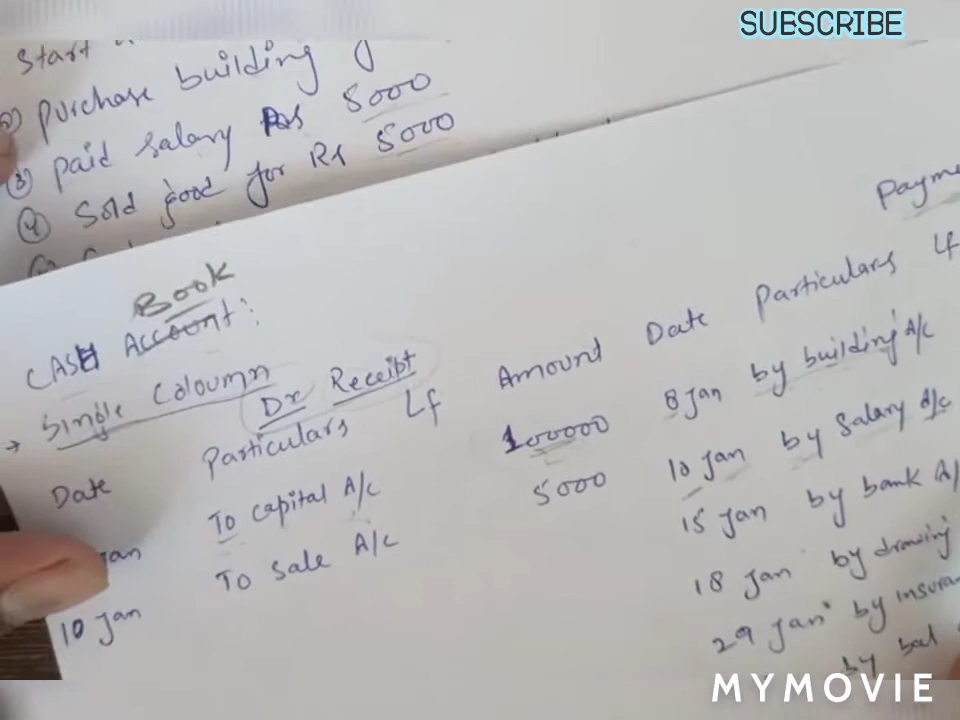 SUBSCRIBE
Start
2) purchase building
3) paid salary Rs 5000
4) Sold good for Rs 5000
Book
CASH Account:
→ Single Coloumn
Dr Receipt
Payme
Date Particulars Lf Amount Date Particulars Lf
Jan To Capital A/c 100000 8 Jan by building A/c
10 Jan To Sale A/c 5000 10 Jan by Salary A/c
15 Jan by bank A/
18 Jan by drawing
29 Jan by insuran
by bal
MYMOVIE